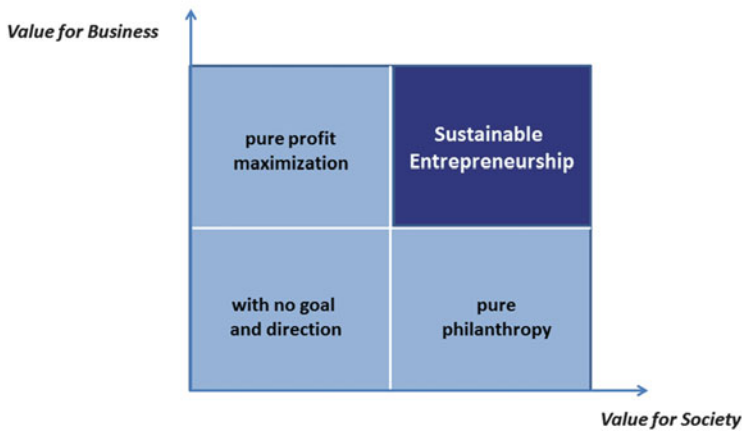 Value for Business
pure profit
maximization
Sustainable
Entrepreneurship
with no goal
and direction
pure
philanthropy
Value for Society